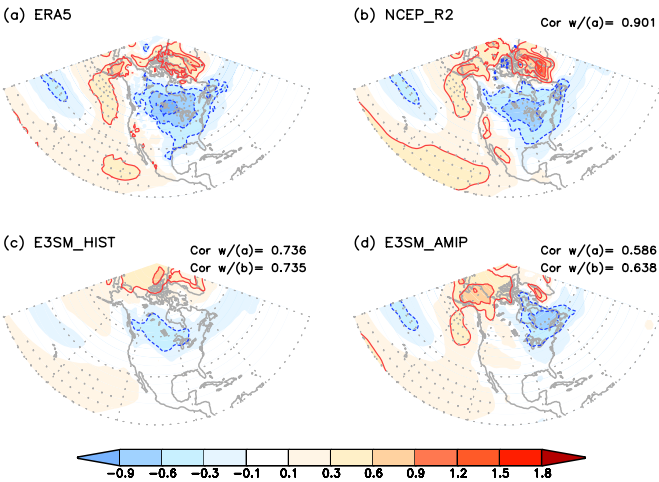 (a) ERA5
(b) NCEP_R2
Cor w/(a)= 0.901
(c) E3SM_HIST
Cor w/(a)= 0.736
Cor w/(b)= 0.735
(d) E3SM_AMIP
Cor w/(a)= 0.586
Cor w/(b)= 0.638
-0.9 -0.6 -0.3 -0.1 0.1 0.3 0.6 0.9 1.2 1.5 1.8